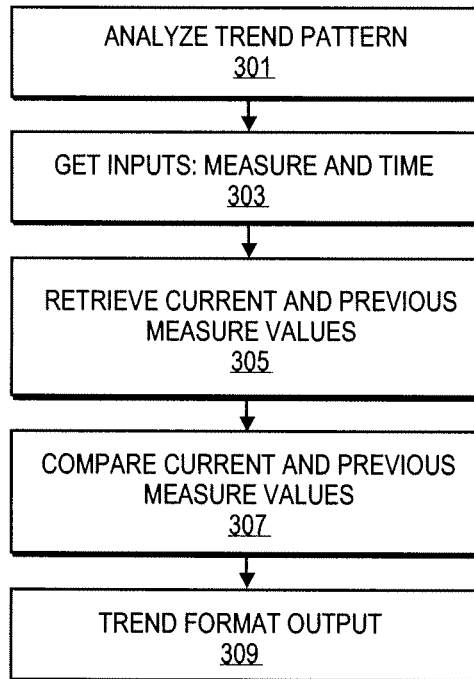 ANALYZE TREND PATTERN
301
GET INPUTS: MEASURE AND TIME
303
RETRIEVE CURRENT AND PREVIOUS
MEASURE VALUES
305
COMPARE CURRENT AND PREVIOUS
MEASURE VALUES
307
TREND FORMAT OUTPUT
309